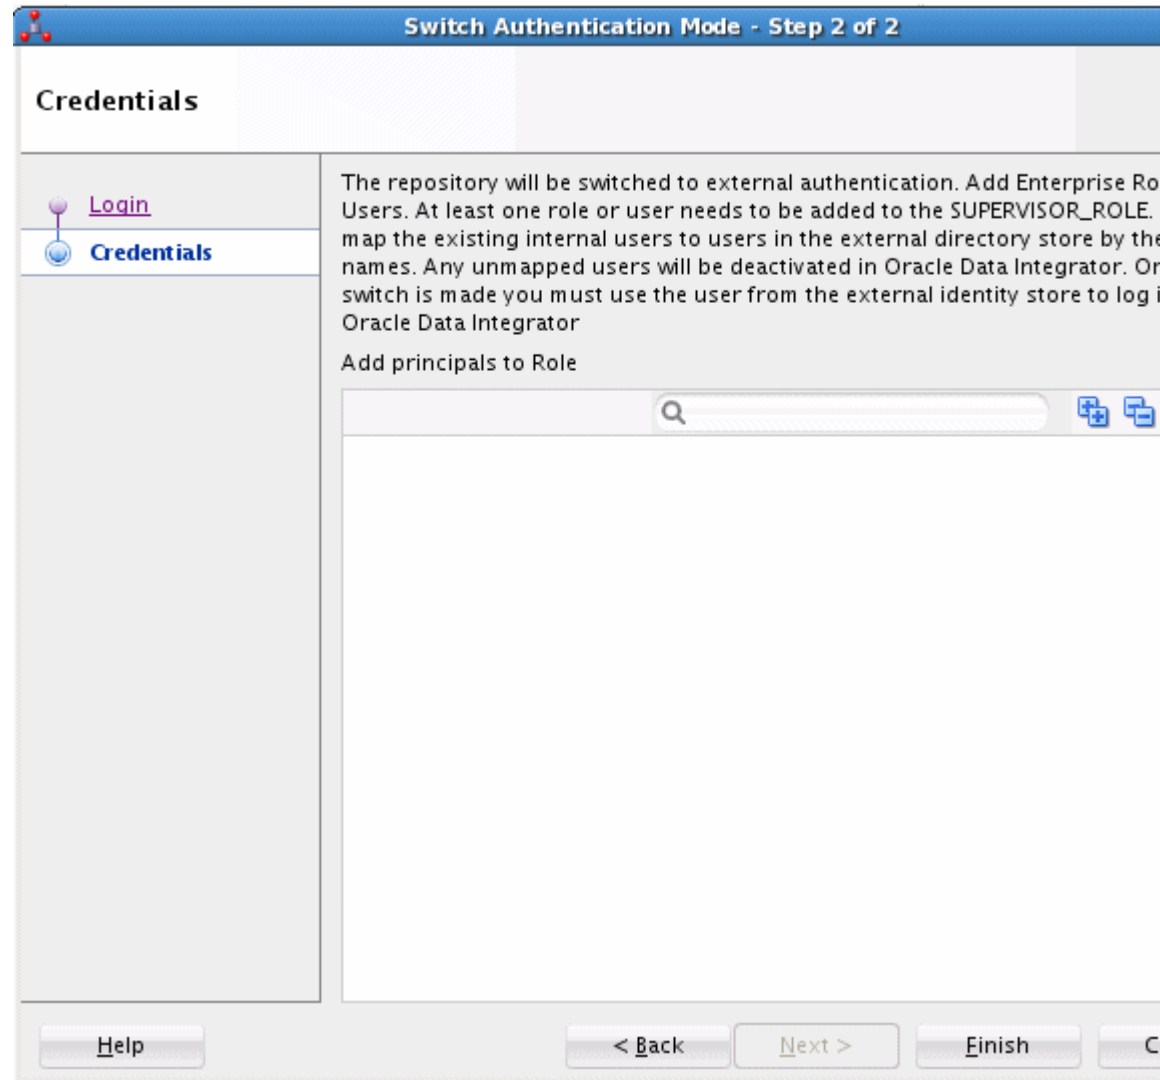 Switch Authentication Mode - Step 2 of 2
Credentials
Login
Credentials
The repository will be switched to external authentication. Add Enterprise
Users. At least one role or user needs to be added to the SUPERVISOR_ROLE.
map the existing internal users to users in the external directory store by
names. Any unmapped users will be deactivated in Oracle Data Integrator.
switch is made you must use the user from the external identity store to log
Oracle Data Integrator
Add principals to Role
Help
< Back
Next >
Finish